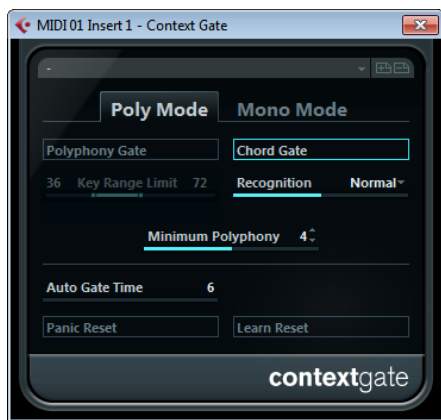 MIDI 01 Insert 1 - Context Gate
-
Poly Mode Mono Mode
Polyphony Gate Chord Gate
36 Key Range Limit 72 Recognition Normal
Minimum Polyphony 4
Auto Gate Time 6
Panic Reset Learn Reset
contextgate